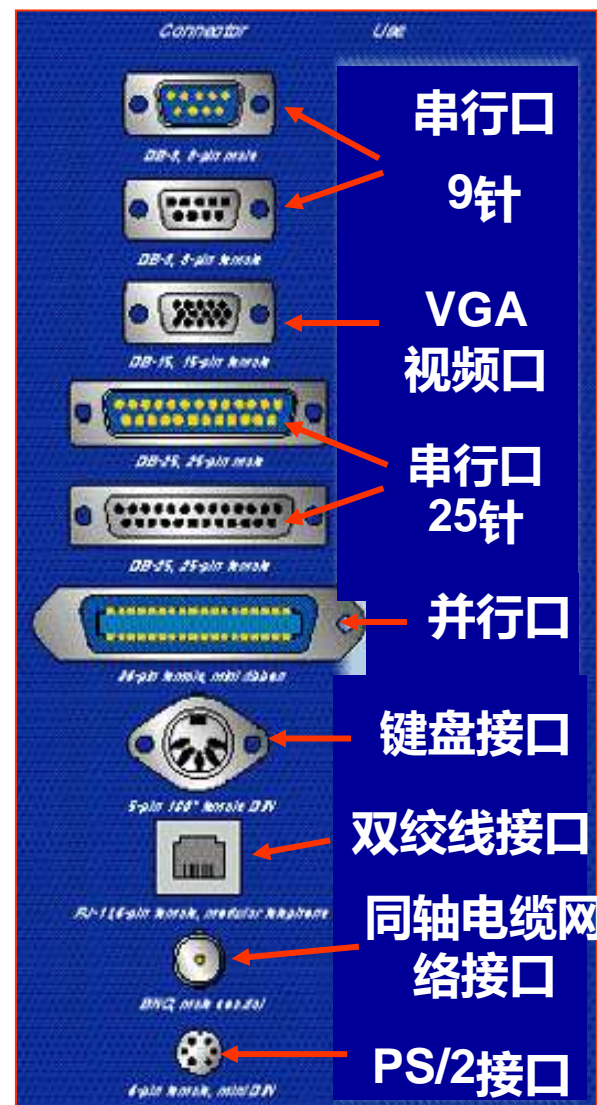 Connector Use
串行口
9针
DB-9, 9-pin male
DB-9, 9-pin female
VGA
视频口
DB-15, 15-pin female
串行口
25针
DB-25, 25-pin male
DB-25, 25-pin female
并行口
36-pin female, mini ribbon
键盘接口
5-pin 180° female DIN
双绞线接口
RJ-11 6-pin female, modular telephone
同轴电缆网
络接口
BNC, male coaxial
PS/2接口
6-pin female, mini DIN